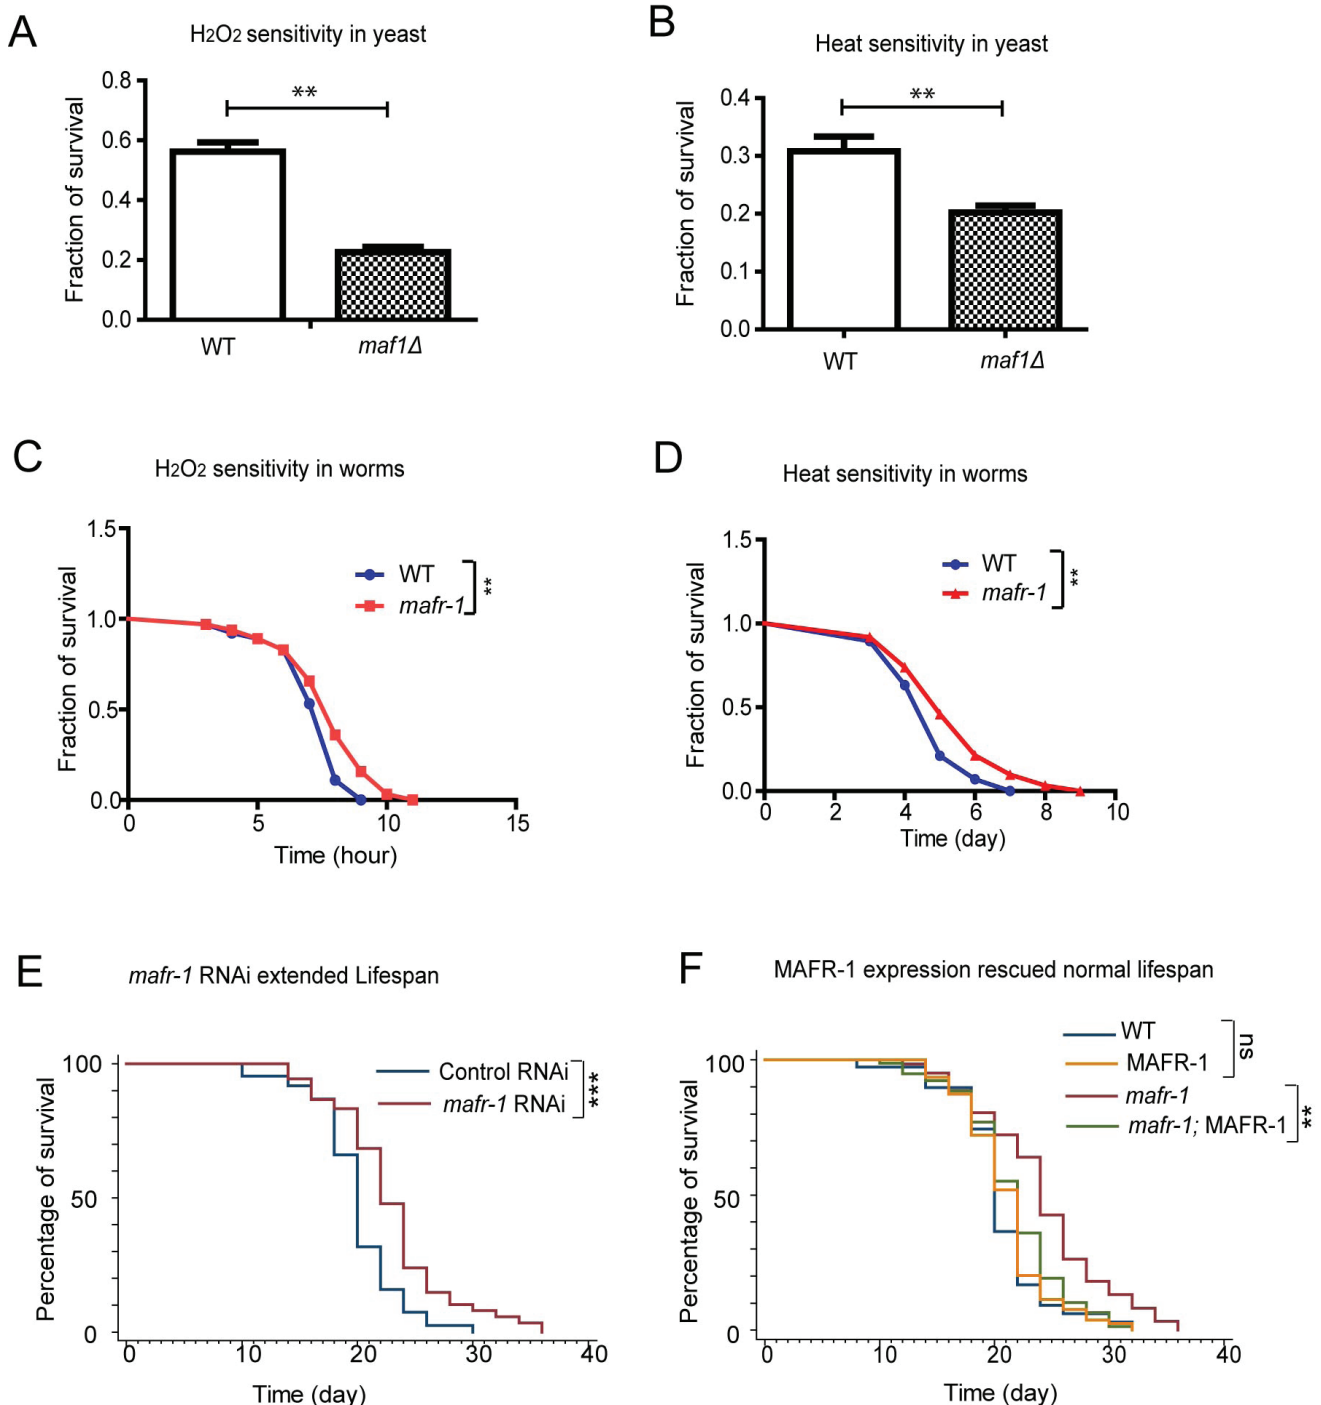 A
H2O2 sensitivity in yeast
Fraction of survival
0.8
0.6
0.4
0.2
0.0
**
WT
maf1Δ
B
Heat sensitivity in yeast
Fraction of survival
0.4
0.3
0.2
0.1
0.0
**
WT
maf1Δ
C
H2O2 sensitivity in worms
Fraction of survival
1.5
1.0
0.5
0.0
WT
mafr-1
**
0 5 10 15
Time (hour)
D
Heat sensitivity in worms
Fraction of survival
1.5
1.0
0.5
0.0
WT
mafr-1
**
0 2 4 6 8 10
Time (day)
E
mafr-1 RNAi extended Lifespan
Percentage of survival
100
50
0
Control RNAi
mafr-1 RNAi
***
0 10 20 30 40
Time (day)
F
MAFR-1 expression rescued normal lifespan
Percentage of survival
100
50
0
WT
MAFR-1
ns
mafr-1
mafr-1; MAFR-1
**
0 10 20 30 40
Time (day)